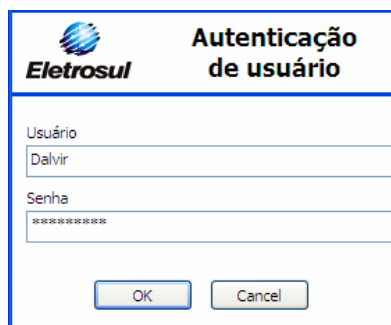 Eletrosul
Autenticação
de usuário
Usuário
Dalvir
Senha
*********
OK
Cancel